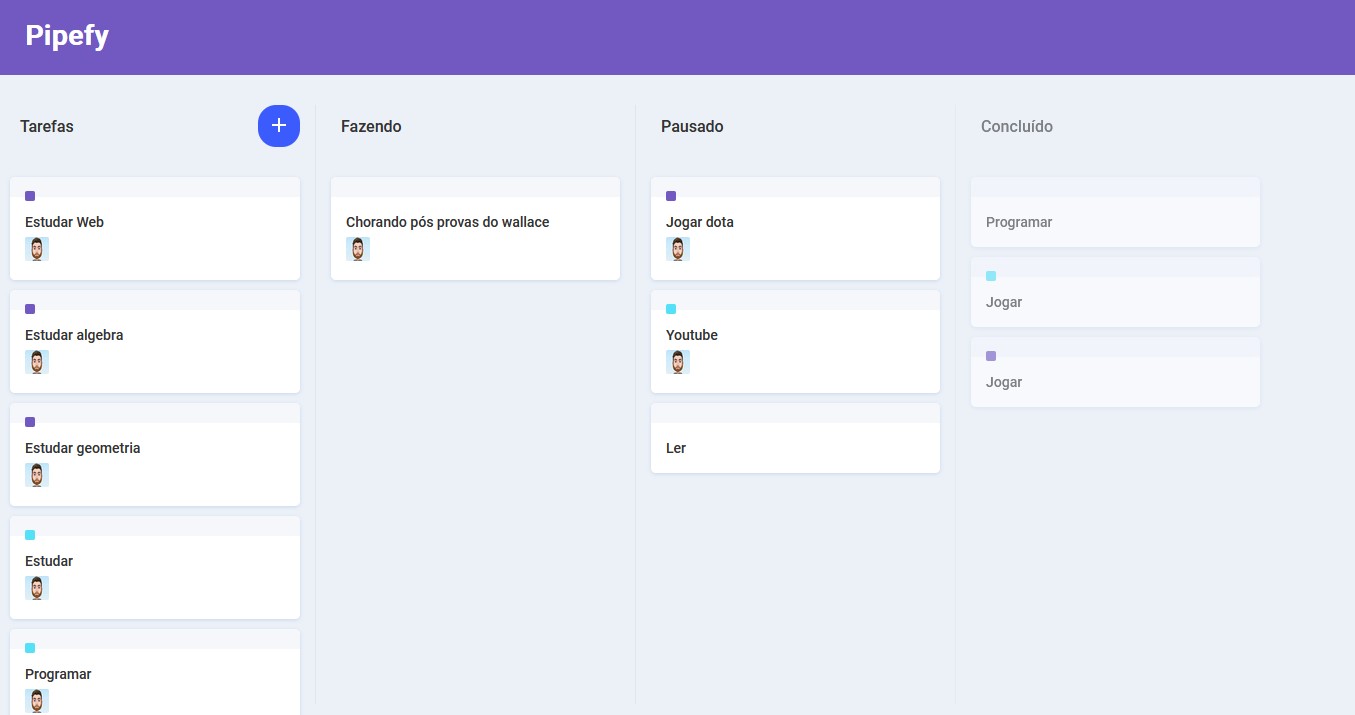 Pipefy
Tarefas
+
Estudar Web
Estudar algebra
Estudar geometria
Estudar
Programar
Fazendo
Chorando pós provas do wallace
Pausado
Jogar dota
Youtube
Ler
Concluído
Programar
Jogar
Jogar